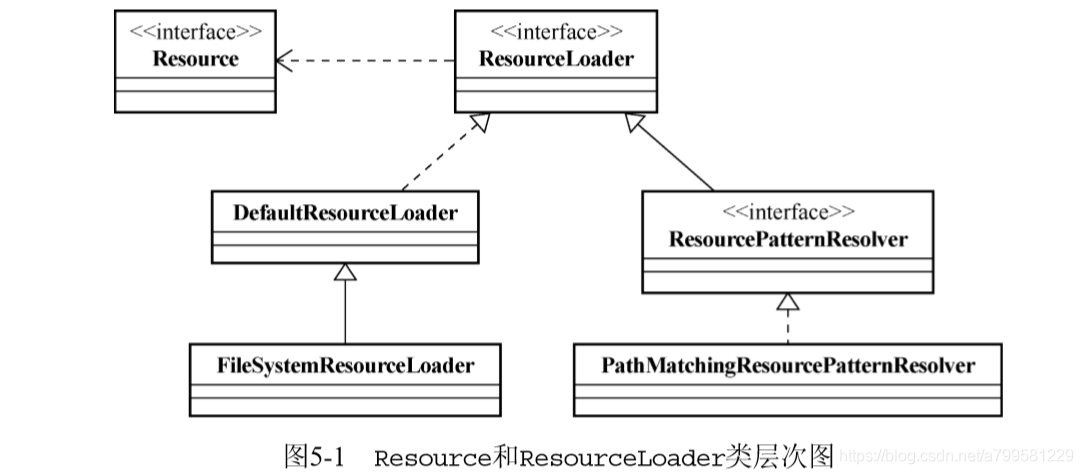 <<interface>>
Resource
<<interface>>
ResourceLoader
DefaultResourceLoader
<<interface>>
ResourcePatternResolver
FileSystemResourceLoader
PathMatchingResourcePatternResolver
图5-1 Resource和ResourceLoader类层次图
https://blog.csdn.net/a799581229